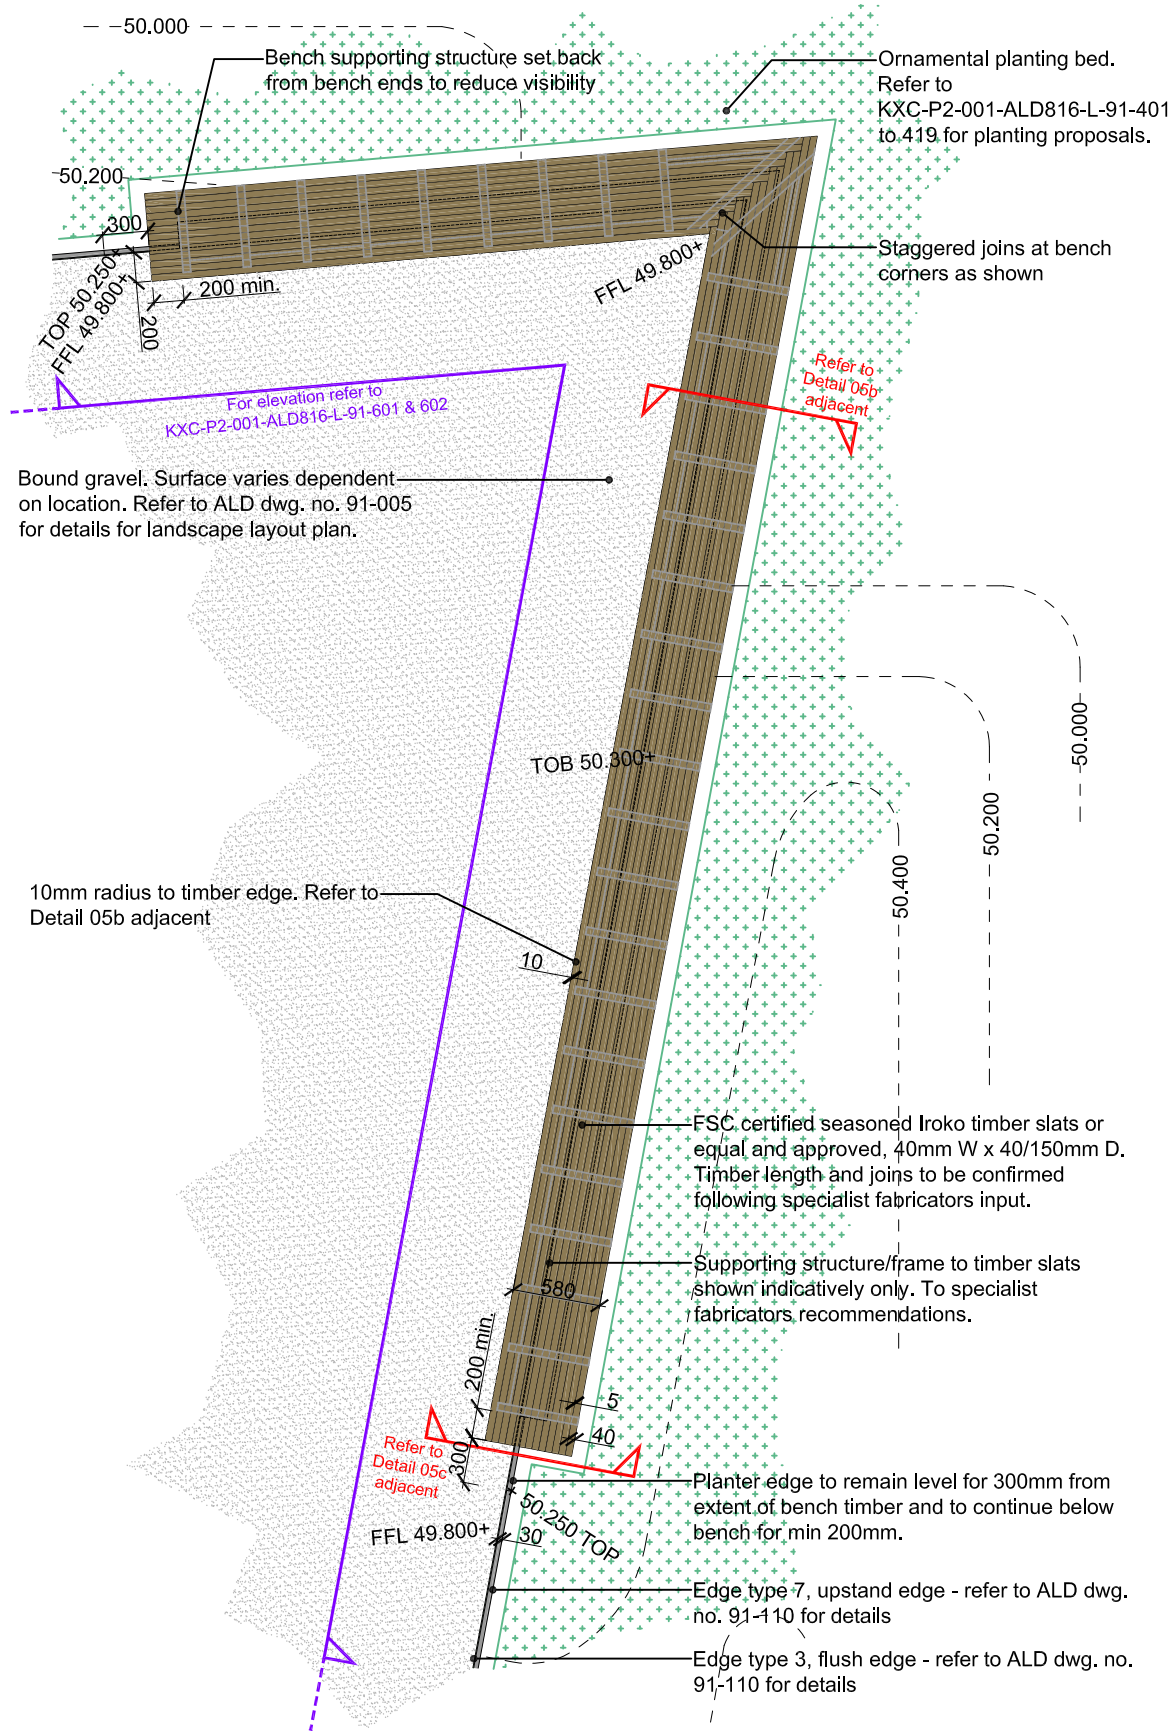 50.000
Bench supporting structure set back
from bench ends to reduce visibility
Ornamental planting bed.
Refer to
KXC-P2-001-ALD816-L-91-401
to 419 for planting proposals.
50.200
300
TOP 50.250+
FFL 49.800+
200 min.
200
FFL 49.800+
Staggered joins at bench
corners as shown
Refer to
Detail 05b
adjacent
For elevation refer to
KXC-P2-001-ALD816-L-91-601 & 602
Bound gravel. Surface varies dependent
on location. Refer to ALD dwg. no. 91-005
for details for landscape layout plan.
50.000
TOB 50.300+
50.200
50.400
10mm radius to timber edge. Refer to
Detail 05b adjacent
10
FSC certified seasoned Iroko timber slats or
equal and approved, 40mm W x 40/150mm D.
Timber length and joins to be confirmed
following specialist fabricators input.
Supporting structure/frame to timber slats
shown indicatively only. To specialist
fabricators recommendations.
580
200 min.
5
40
300
Refer to
Detail 05c
adjacent
Planter edge to remain level for 300mm from
extent of bench timber and to continue below
bench for min 200mm.
+ 50.250 TOP
FFL 49.800+
30
Edge type 7, upstand edge - refer to ALD dwg.
no. 91-110 for details
Edge type 3, flush edge - refer to ALD dwg. no.
91-110 for details